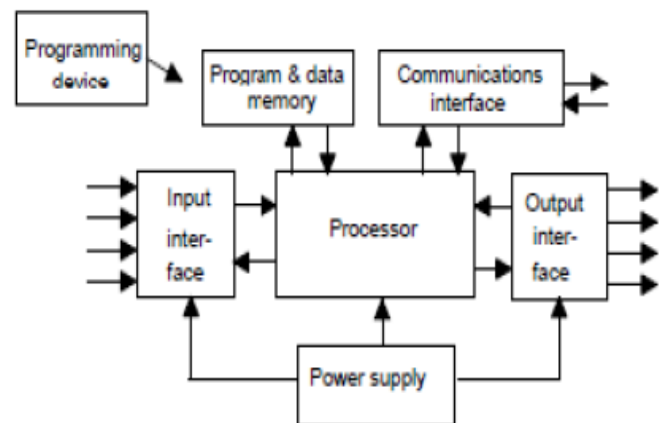 Programming
device
Program & data
memory
Communications
interface
Input
inter-
face
Processor
Output
inter-
face
Power supply